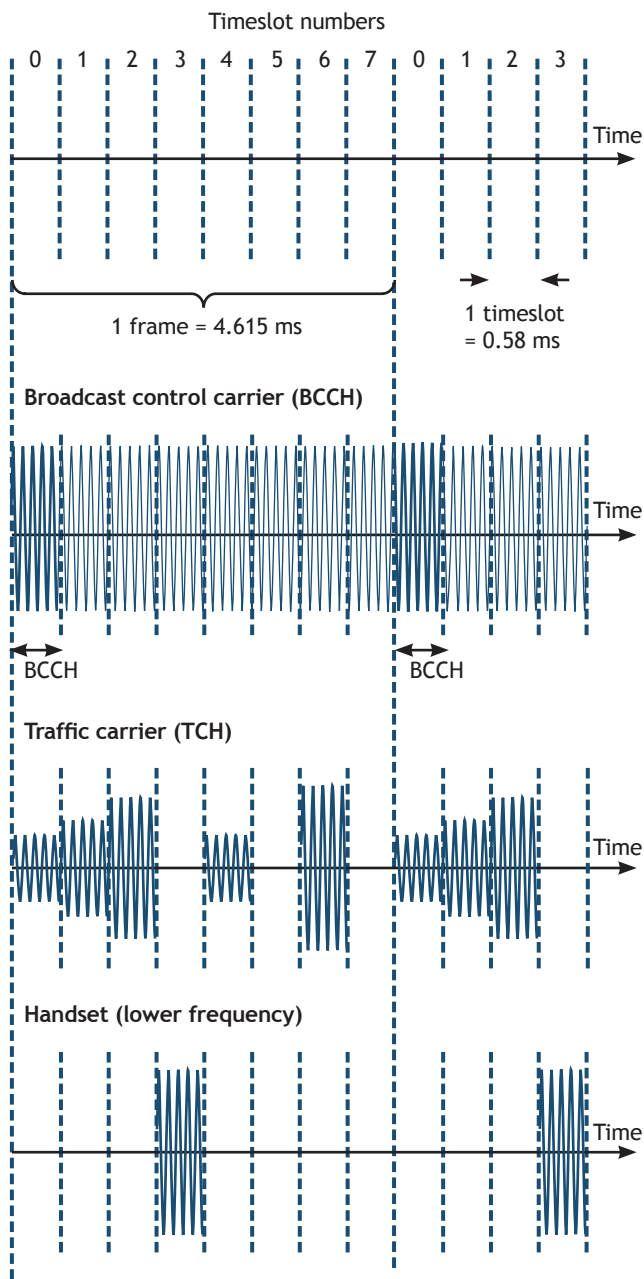 Timeslot numbers
0 1 2 3 4 5 6 7 0 1 2 3
Time
1 frame = 4.615 ms
1 timeslot
= 0.58 ms
Broadcast control carrier (BCCH)
Time
BCCH BCCH
Traffic carrier (TCH)
Time
Handset (lower frequency)
Time